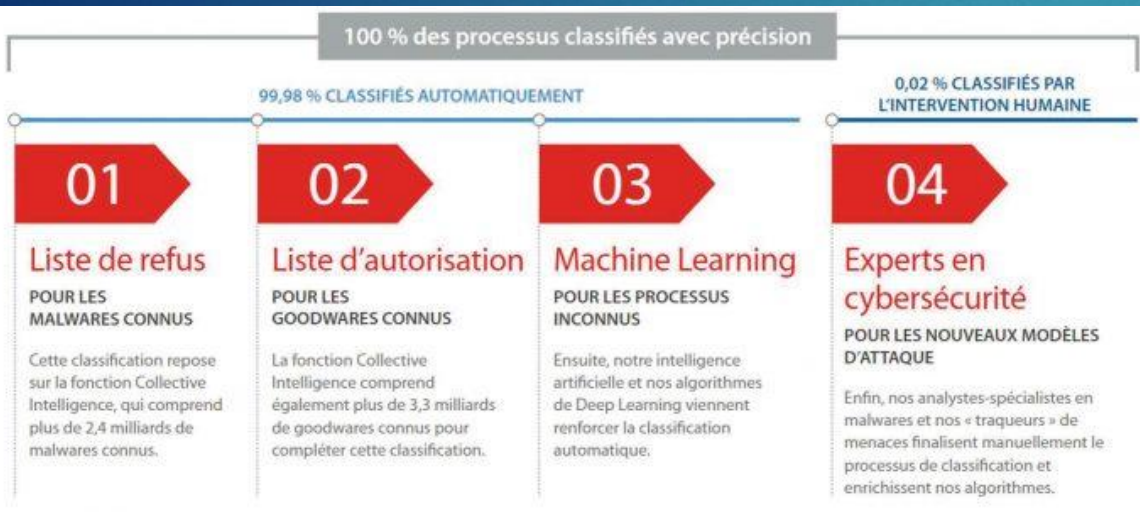 100 % des processus classifiés avec précision
99,98 % CLASSIFIÉS AUTOMATIQUEMENT
0,02 % CLASSIFIÉS PAR
L'INTERVENTION HUMAINE
01
Liste de refus
POUR LES
MALWARES CONNUS
Cette classification repose
sur la fonction Collective
Intelligence, qui comprend
plus de 2,4 milliards de
malwares connus.
02
Liste d'autorisation
POUR LES
GOODWARES CONNUS
La fonction Collective
Intelligence comprend
également plus de 3,3 milliards
de goodwares connus pour
compléter cette classification.
03
Machine Learning
POUR LES PROCESSUS
INCONNUS
Ensuite, notre intelligence
artificielle et nos algorithmes
de Deep Learning viennent
renforcer la classification
automatique.
04
Experts en
cybersécurité
POUR LES NOUVEAUX MODÈLES
D'ATTAQUE
Enfin, nos analystes-spécialistes en
malwares et nos « traqueurs » de
menaces finalisent manuellement le
processus de classification et
enrichissent nos algorithmes.